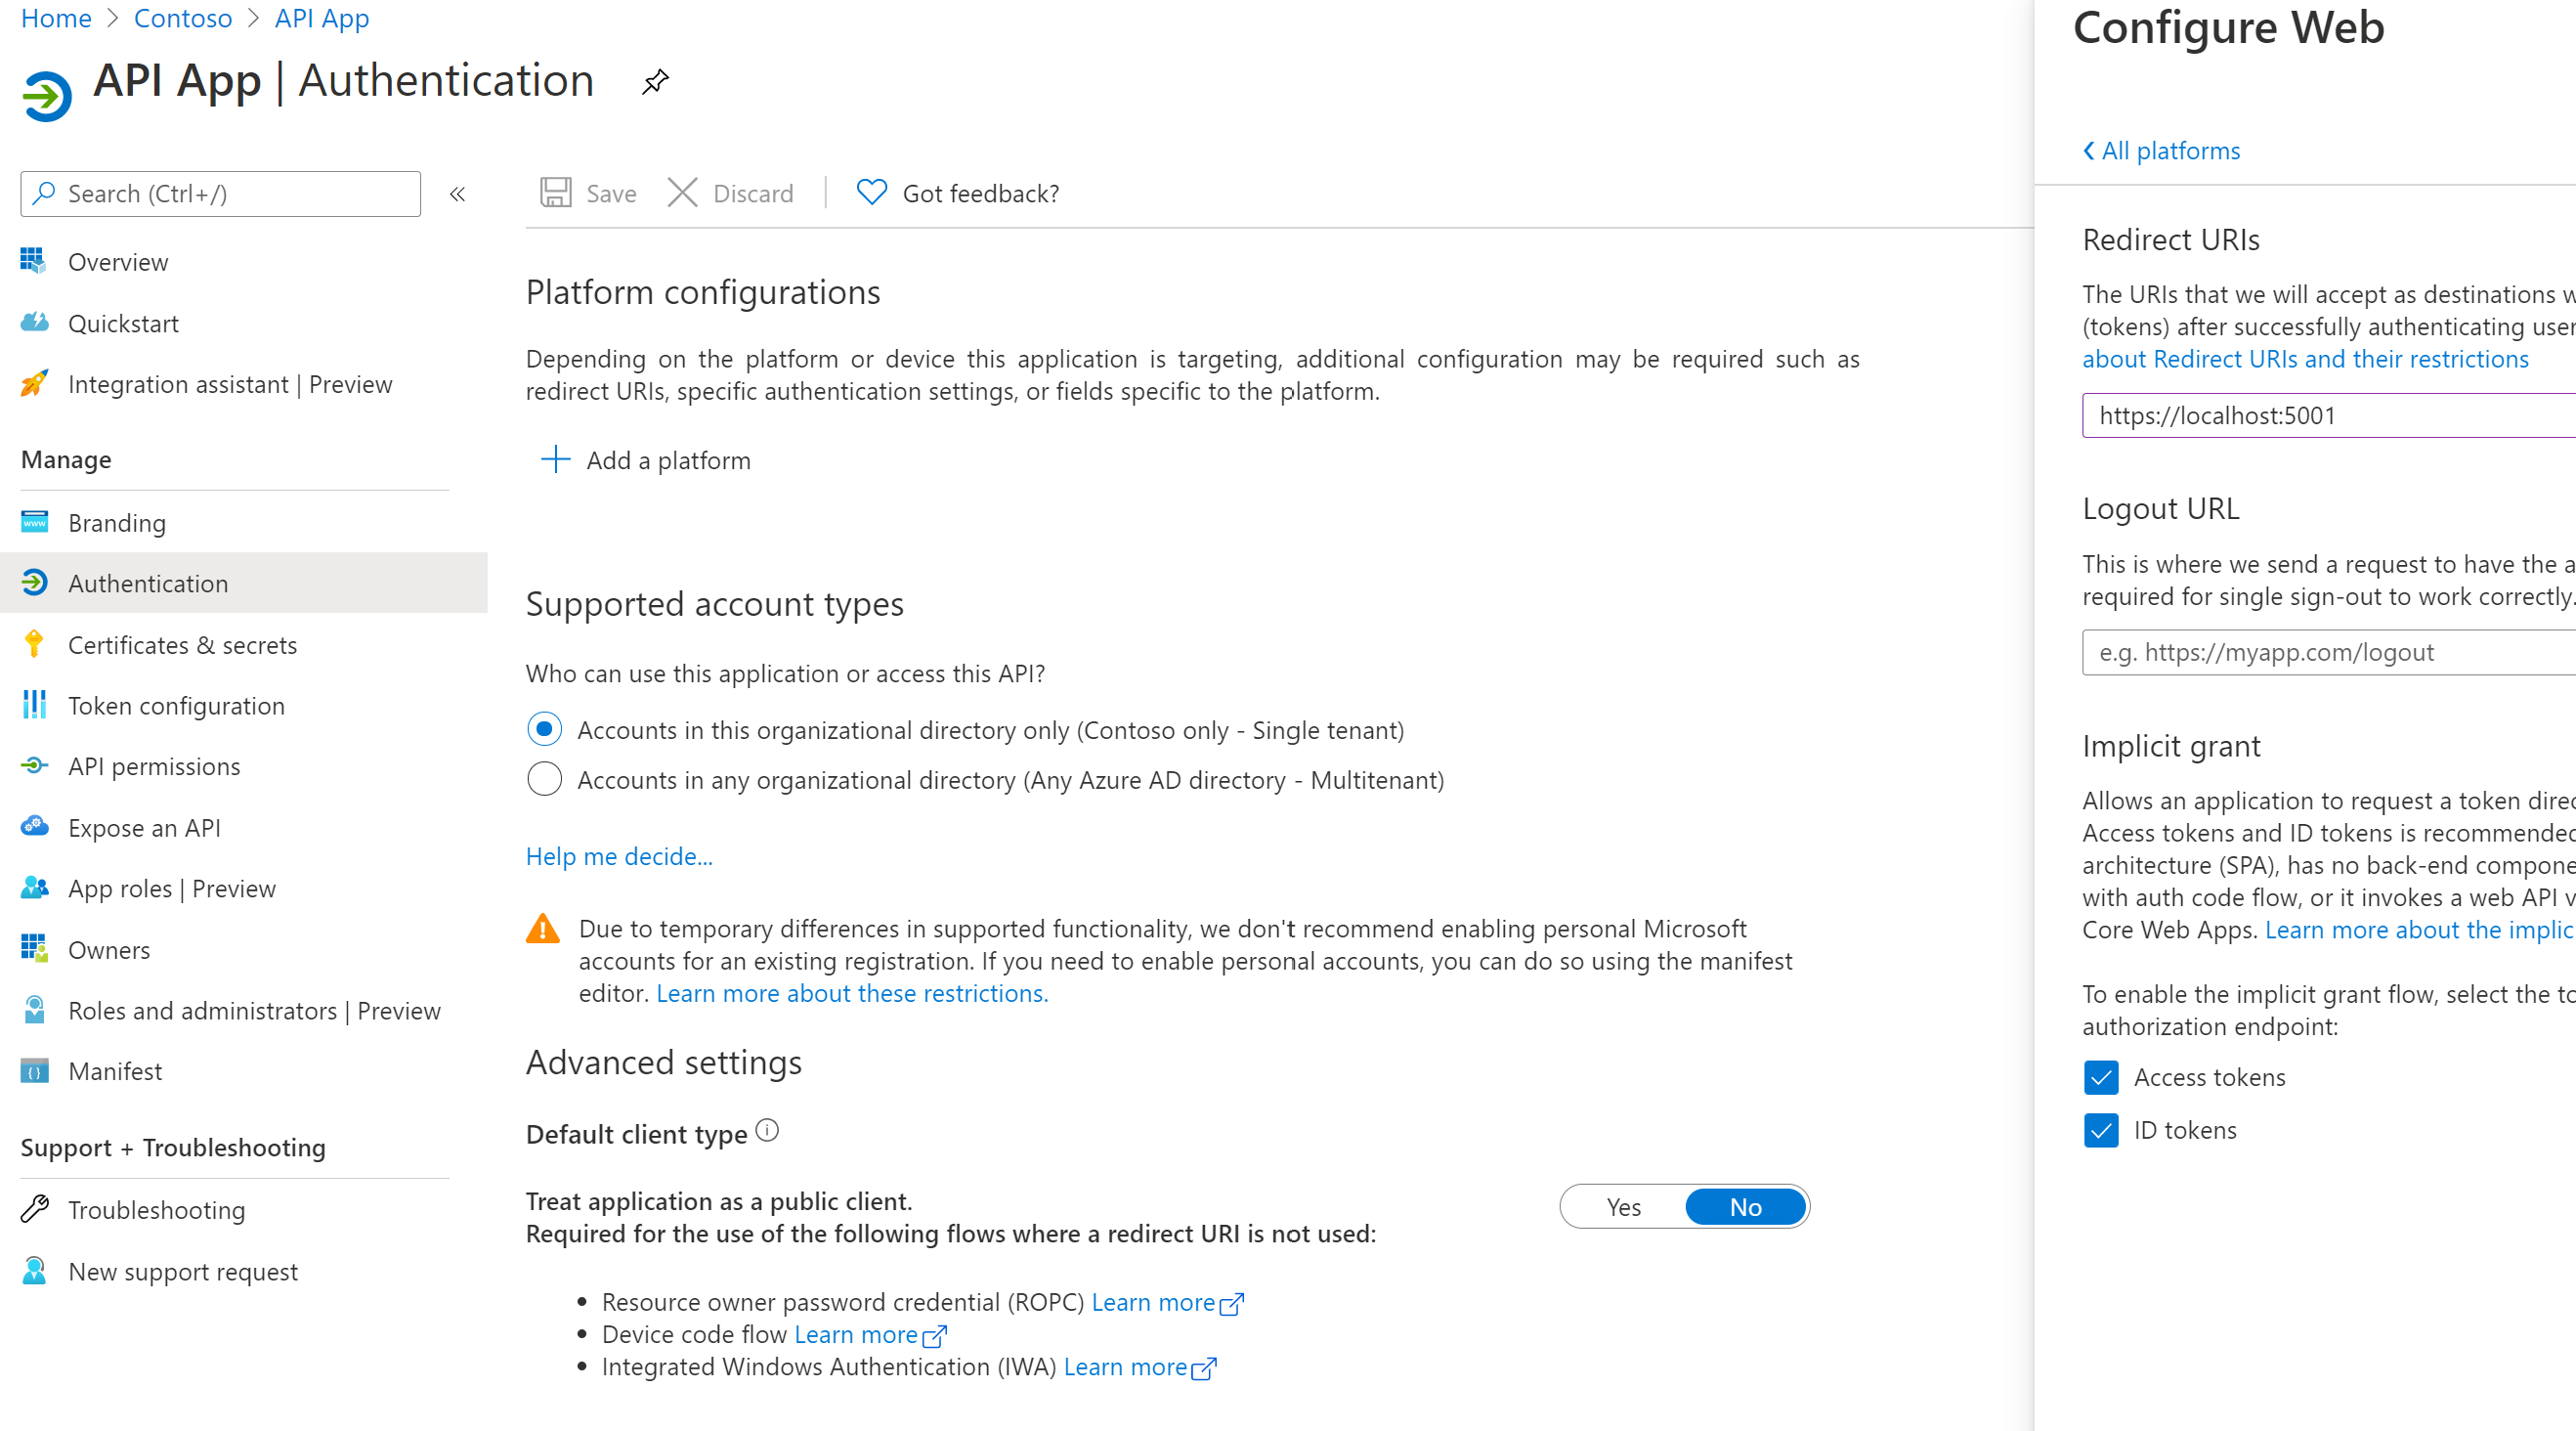 Home > Contoso > API App
API App | Authentication
Search (Ctrl+/)
«
Overview
Quickstart
Integration assistant | Preview
Manage
Branding
Authentication
Certificates & secrets
Token configuration
API permissions
Expose an API
App roles | Preview
Owners
Roles and administrators | Preview
Manifest
Support + Troubleshooting
Troubleshooting
New support request
Save Discard Got feedback?
Platform configurations
Depending on the platform or device this application is targeting, additional configuration may be required such as
redirect URIs, specific authentication settings, or fields specific to the platform.
Add a platform
Supported account types
Who can use this application or access this API?
Accounts in this organizational directory only (Contoso only - Single tenant)
Accounts in any organizational directory (Any Azure AD directory - Multitenant)
Help me decide...
Due to temporary differences in supported functionality, we don't recommend enabling personal Microsoft
accounts for an existing registration. If you need to enable personal accounts, you can do so using the manifest
editor. Learn more about these restrictions.
Advanced settings
Default client type
Treat application as a public client.
Required for the use of the following flows where a redirect URI is not used:
Yes No
• Resource owner password credential (ROPC) Learn more
• Device code flow Learn more
• Integrated Windows Authentication (IWA) Learn more
Configure Web
All platforms
Redirect URIs
The URIs that we will accept as destinations
(tokens) after successfully authenticating
about Redirect URIs and their restrictions
https://localhost:5001
Logout URL
This is where we send a request to have the
required for single sign-out to work correctly.
e.g. https://myapp.com/logout
Implicit grant
Allows an application to request a token
Access tokens and ID tokens is recommended
architecture (SPA), has no back-end
with auth code flow, or it invokes a web API
Core Web Apps. Learn more about the
To enable the implicit grant flow, select the
authorization endpoint:
Access tokens
ID tokens